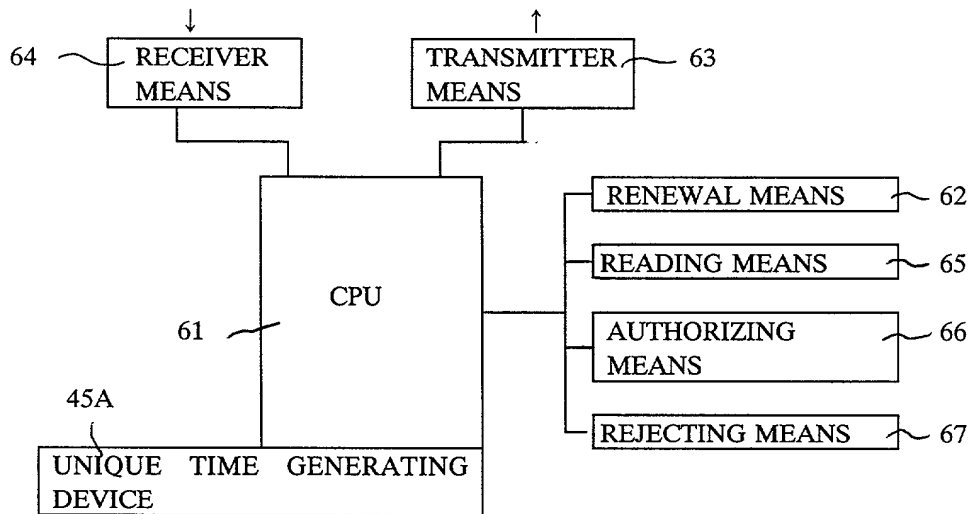 64
RECEIVER
MEANS
TRANSMITTER
MEANS
63
RENEWAL MEANS
62
READING MEANS
65
CPU
61
AUTHORIZING
MEANS
66
45A
REJECTING MEANS
67
UNIQUE TIME GENERATING
DEVICE